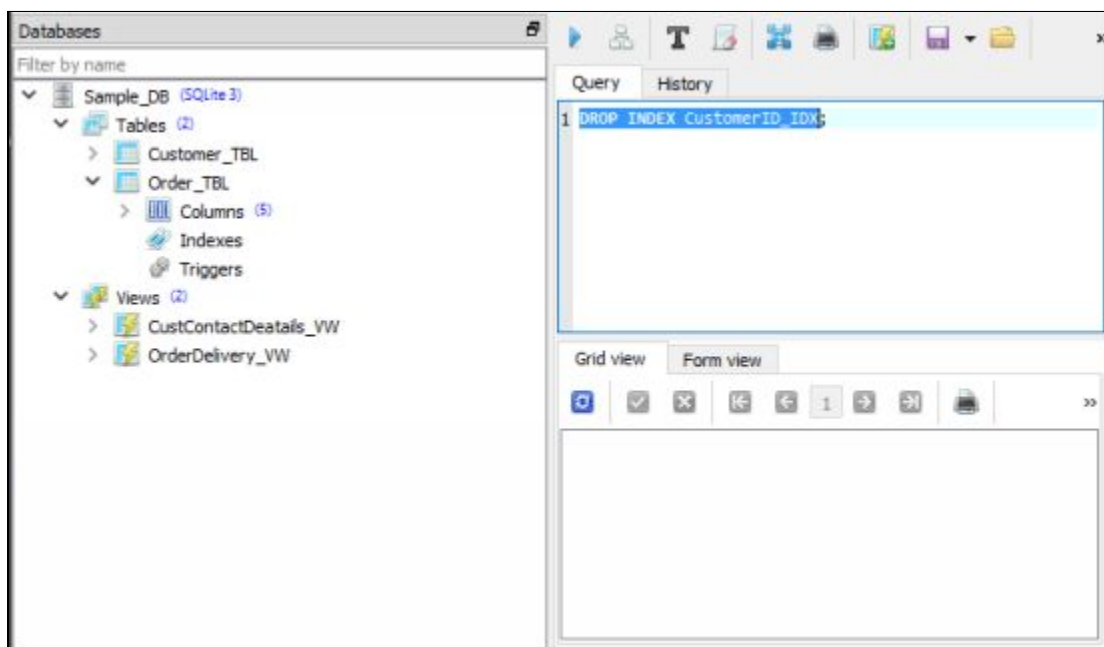 Databases
Filter by name
Sample_DB (SQLite 3)
Tables (2)
Customer_TBL
Order_TBL
Columns (5)
Indexes
Triggers
Views (2)
CustContactDeatails_VW
OrderDelivery_VW
Query History
1 DROP INDEX CustomerID_IDX;
Grid view Form view
1